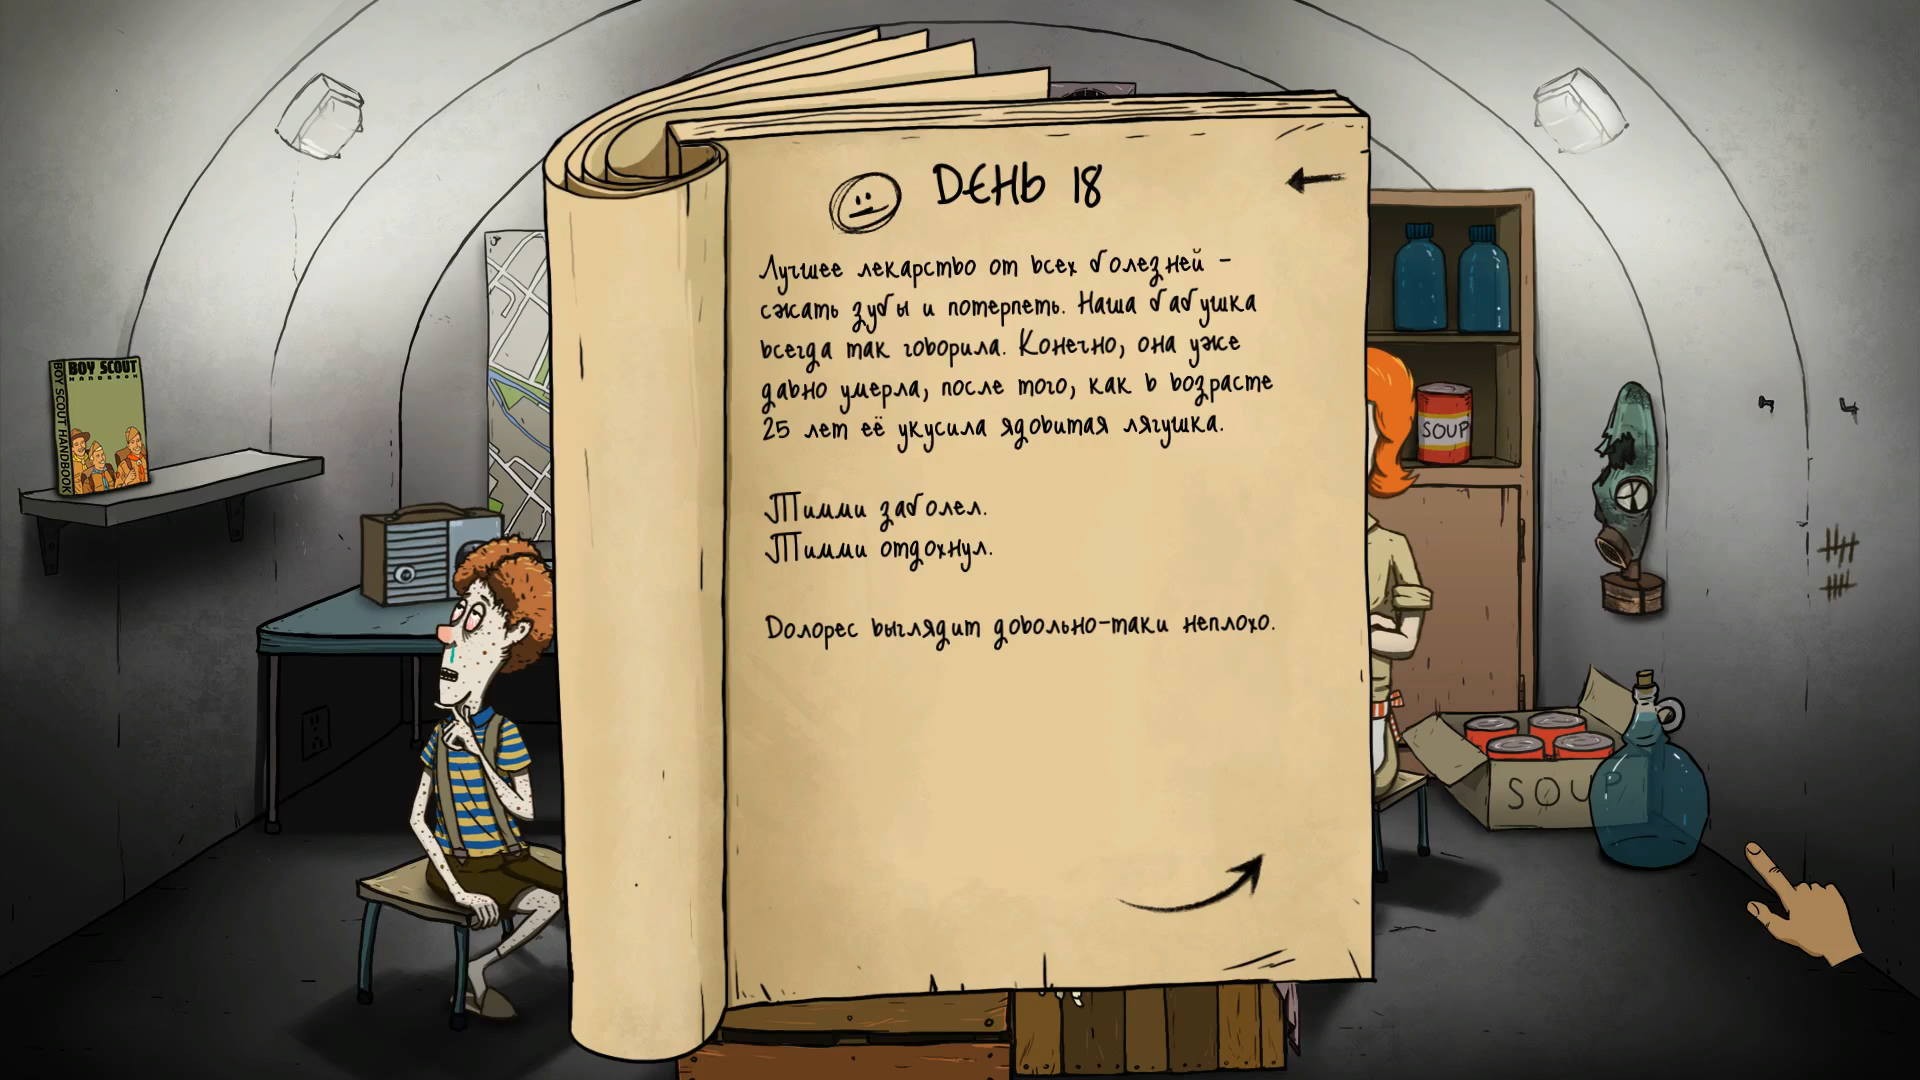 BOY SCOUT
HANDBOOK
BOY SCOUT HANDBOOK
ДЕНЬ 18
Лучшее лекарство от всех болезней -
сжать зубы и потерпеть. Наша бабушка
всегда так говорила. Конечно, она уже
давно умерла, после того, как в возрасте
25 лет её укусила ядовитая лягушка.
Тимми заболел.
Тимми отдохнул.
Долорес выглядит довольно-таки неплохо.
SOUP
SOU